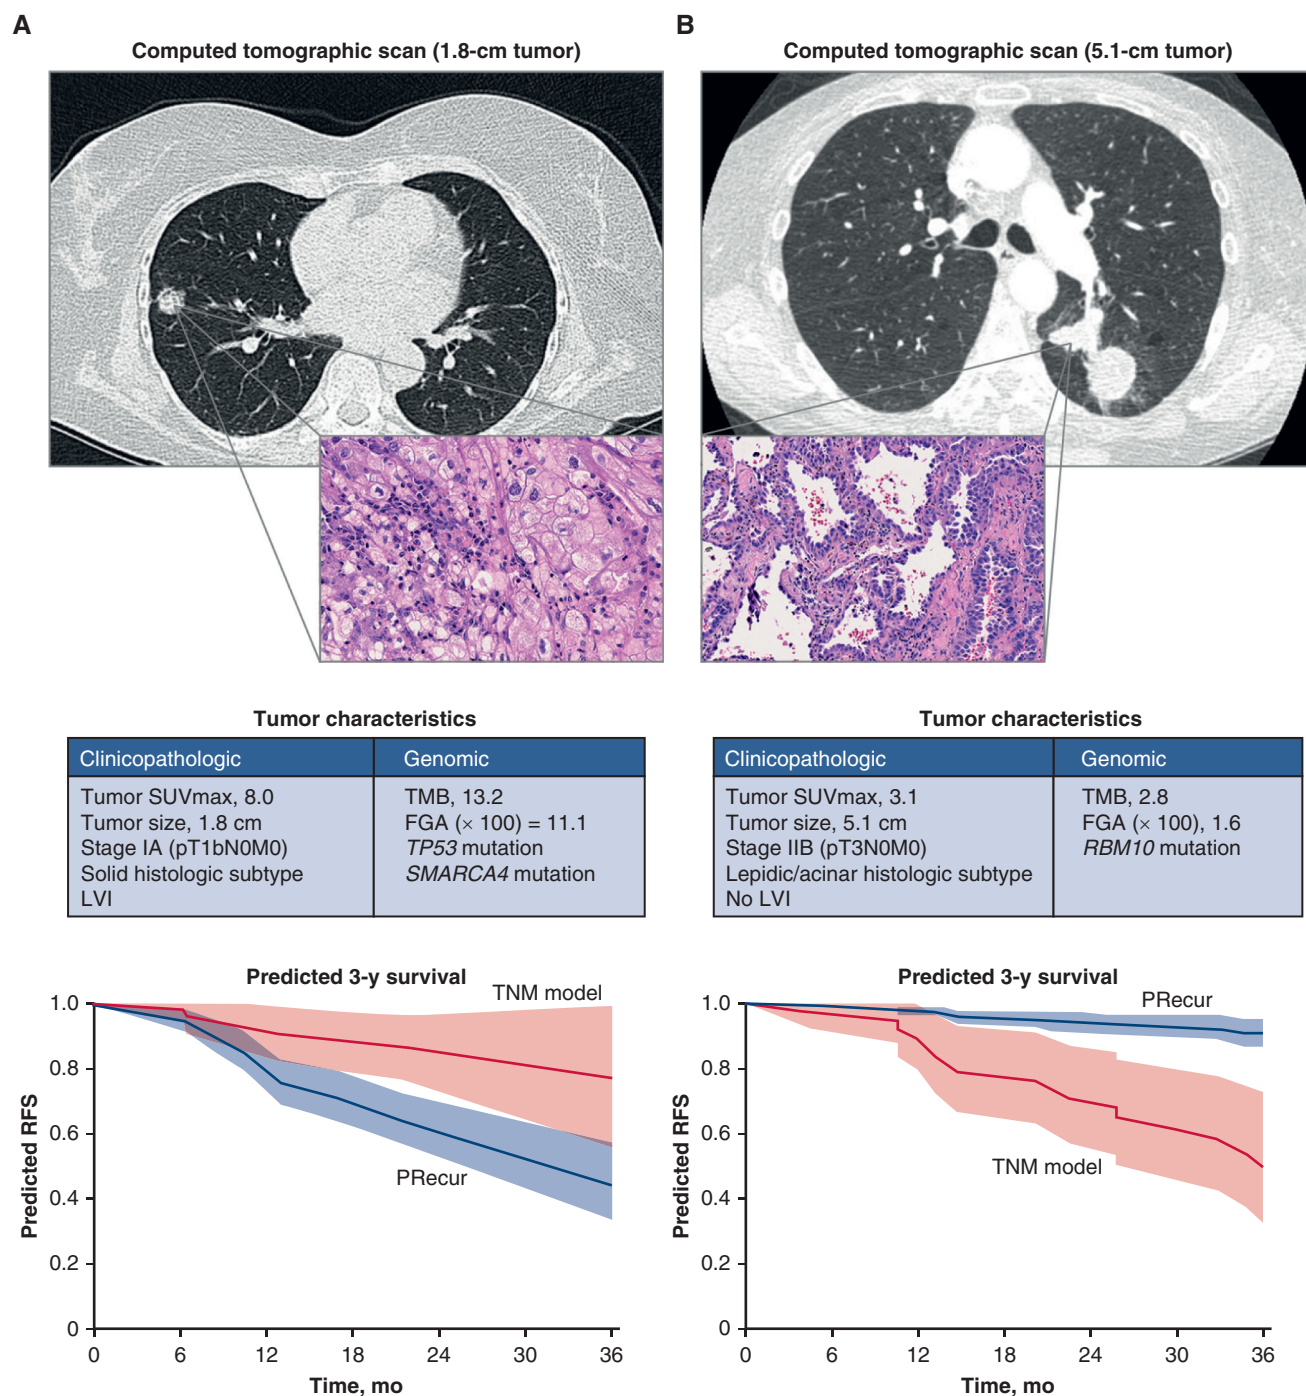 A
Computed tomographic scan (1.8-cm tumor)
Tumor characteristics
Clinicopathologic
Genomic
Tumor SUVmax, 8.0
Tumor size, 1.8 cm
Stage IA (pT1bN0M0)
Solid histologic subtype
LVI
TMB, 13.2
FGA (× 100) = 11.1
TP53 mutation
SMARCA4 mutation
Predicted 3-y survival
TNM model
PRecur
Predicted RFS
1.0
0.8
0.6
0.4
0.2
0
0 6 12 18 24 30 36
Time, mo
B
Computed tomographic scan (5.1-cm tumor)
Tumor characteristics
Clinicopathologic
Genomic
Tumor SUVmax, 3.1
Tumor size, 5.1 cm
Stage IIB (pT3N0M0)
Lepidic/acinar histologic subtype
No LVI
TMB, 2.8
FGA (× 100), 1.6
RBM10 mutation
Predicted 3-y survival
PRecur
TNM model
Predicted RFS
1.0
0.8
0.6
0.4
0.2
0
0 6 12 18 24 30 36
Time, mo